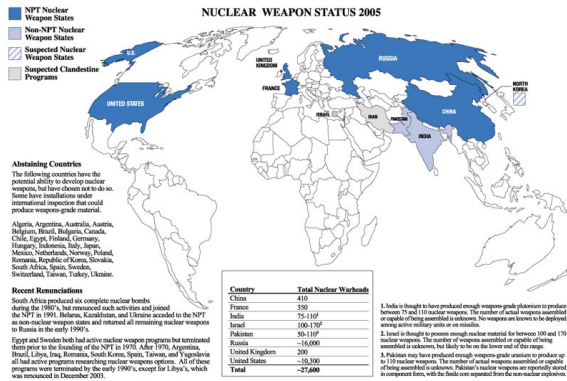 NUCLEAR WEAPON STATUS 2005
NPT Nuclear
Weapon States
Non-NPT Nuclear
Weapon States
Suspected Nuclear
Weapon States
Suspected Clandestine
Programs
U.S.
UNITED STATES
UNITED
KINGDOM
FRANCE
RUSSIA
CHINA
NORTH
KOREA
ISRAEL
IRAN
PAKISTAN
INDIA
Abstaining Countries
The following countries have the
potential ability to develop nuclear
weapons, but have chosen not to do so.
Some have installations under
international inspection that could
produce weapons-grade material.
Algeria, Argentina, Australia, Austria,
Belgium, Brazil, Bulgaria, Canada,
Chile, Egypt, Finland, Germany,
Hungary, Indonesia, Italy, Japan,
Mexico, Netherlands, Norway, Poland,
Romania, Republic of Korea, Slovakia,
South Africa, Spain, Sweden,
Switzerland, Taiwan, Turkey, Ukraine.
Recent Renunciations
South Africa produced six complete nuclear bombs
during the 1980's, but renounced such activities and joined
the NPT in 1991. Belarus, Kazakhstan, and Ukraine acceded to the NPT
as non-nuclear weapon states and returned all remaining nuclear weapons
in the early 1990's.
Egypt and Sweden both had active nuclear weapon programs but terminated
them prior to the founding of the NPT in 1970. After 1970, Argentina,
Brazil, Libya, Iraq, Romania, South Korea, Spain, Taiwan, and Yugoslavia
all had active programs researching nuclear weapons options. All of these
programs were terminated by the early 1990's, except for Libya's, which
was renounced in December 2003.
Country Total Nuclear Warheads
China 410
France 350
India 75-110¹
Israel 100-170²
Pakistan 50-110³
Russia ~16,000
United Kingdom 200
United States ~10,300
Total ~27,600
1. India is thought to have produced enough weapons-grade plutonium to produce
between 75 and 110 nuclear weapons. The number of actual weapons assembled
or capable of being assembled is unknown. No weapons are known to be deployed
among active military units or on missiles.
2. Israel is thought to possess enough nuclear material for between 100 and 170
nuclear weapons. The number of weapons assembled or capable of being
assembled is unknown, but likely to be on the lower end of this range.
3. Pakistan may have produced enough weapons-grade uranium to produce up
to 110 nuclear weapons. The number of actual weapons assembled or capable of
being assembled is unknown. Pakistan's nuclear weapons are reportedly stored
in component form, with the fissile core separated from the non-nuclear explosives.